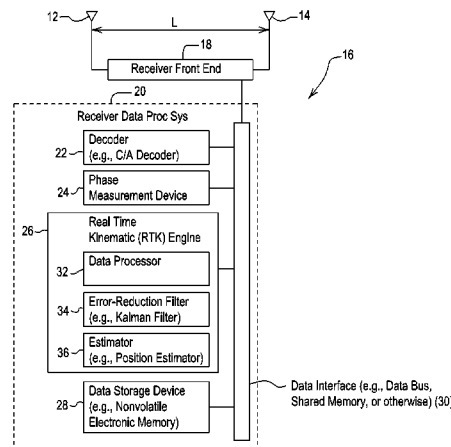 12
14
L
18
Receiver Front End
16
20
Receiver Data Proc Sys
22
Decoder
(e.g., C/A Decoder)
24
Phase
Measurement Device
26
Real Time
Kinematic (RTK) Engine
32
Data Processor
34
Error-Reduction Filter
(e.g., Kalman Filter)
36
Estimator
(e.g., Position Estimator)
28
Data Storage Device
(e.g., Nonvolatile
Electronic Memory)
Data Interface (e.g., Data Bus,
Shared Memory, or otherwise) (30)